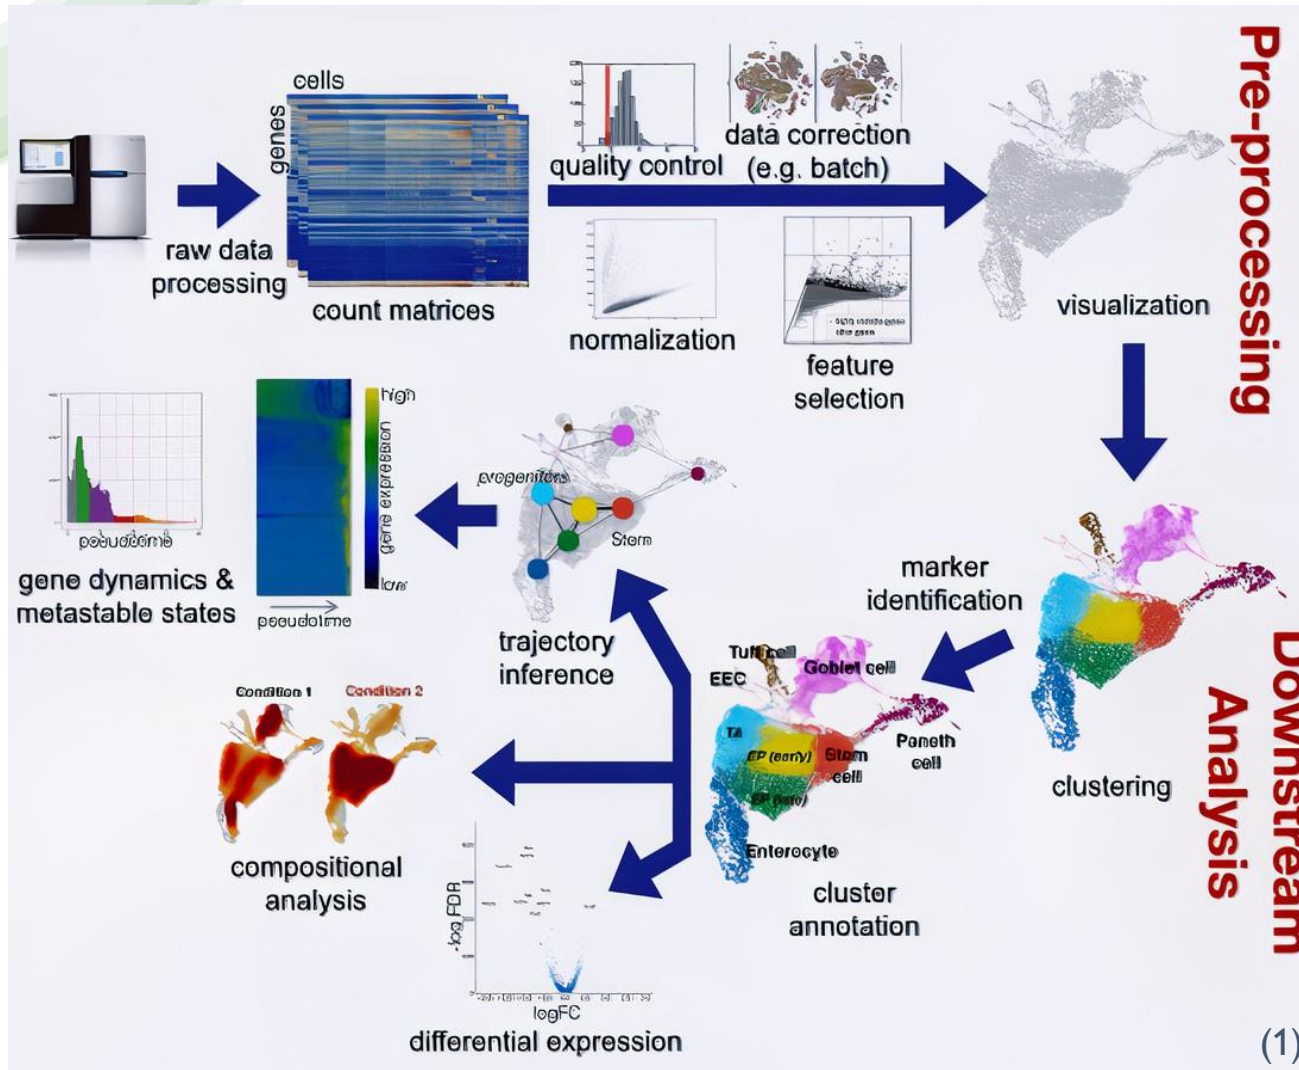 Pre-processing
cells
genes
raw data
processing
count matrices
quality control
data correction
(e.g. batch)
normalization
feature
selection
visualization
high
gene expression
low
pseudotime
pseudotime
gene dynamics &
metastable states
progenitors
Stem
trajectory
inference
marker
identification
clustering
Downstream
Analysis
Tuft cell
EEC
Goblet cell
TA
EP (early)
Stem
cell
Paneth
cell
EP (late)
Enterocyte
cluster
annotation
Condition 1
Condition 2
compositional
analysis
-log FDR
logFC
differential expression
(1)